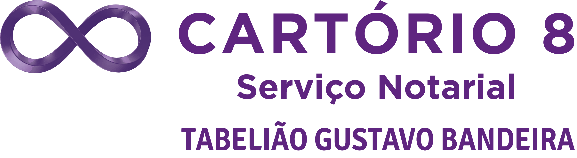 CARTÓRIO 8
Serviço Notarial
TABELIÃO GUSTAVO BANDEIRA